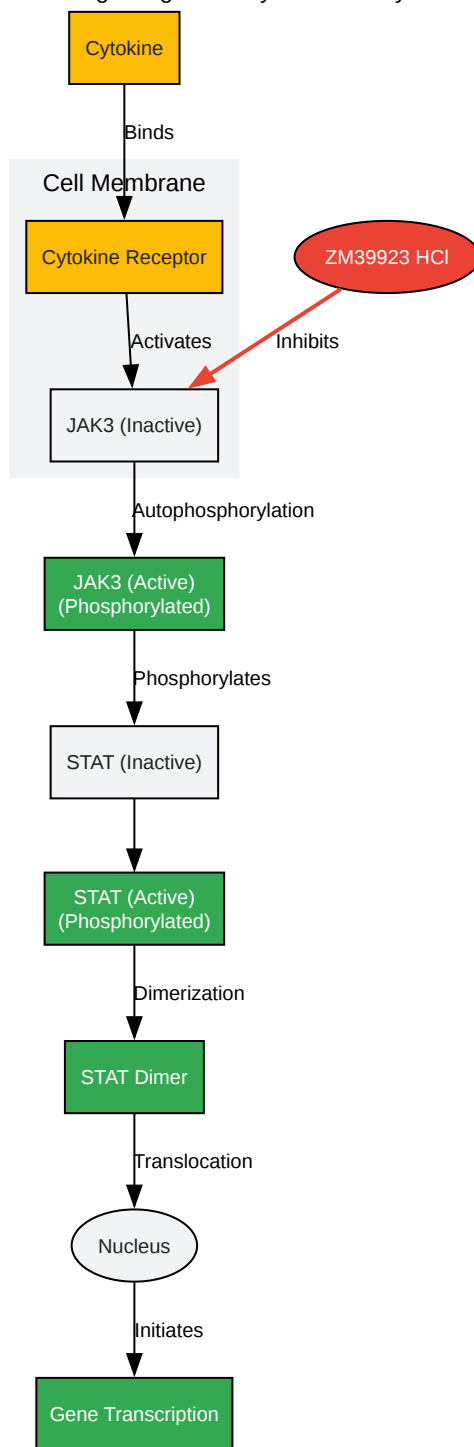 Cytokine
Binds
Cell Membrane
Cytokine Receptor
ZM39923 HCl
Activates
Inhibits
JAK3 (Inactive)
Autophosphorylation
JAK3 (Active)
(Phosphorylated)
Phosphorylates
STAT (Inactive)
STAT (Active)
(Phosphorylated)
Dimerization
STAT Dimer
Translocation
Nucleus
Initiates
Gene Transcription